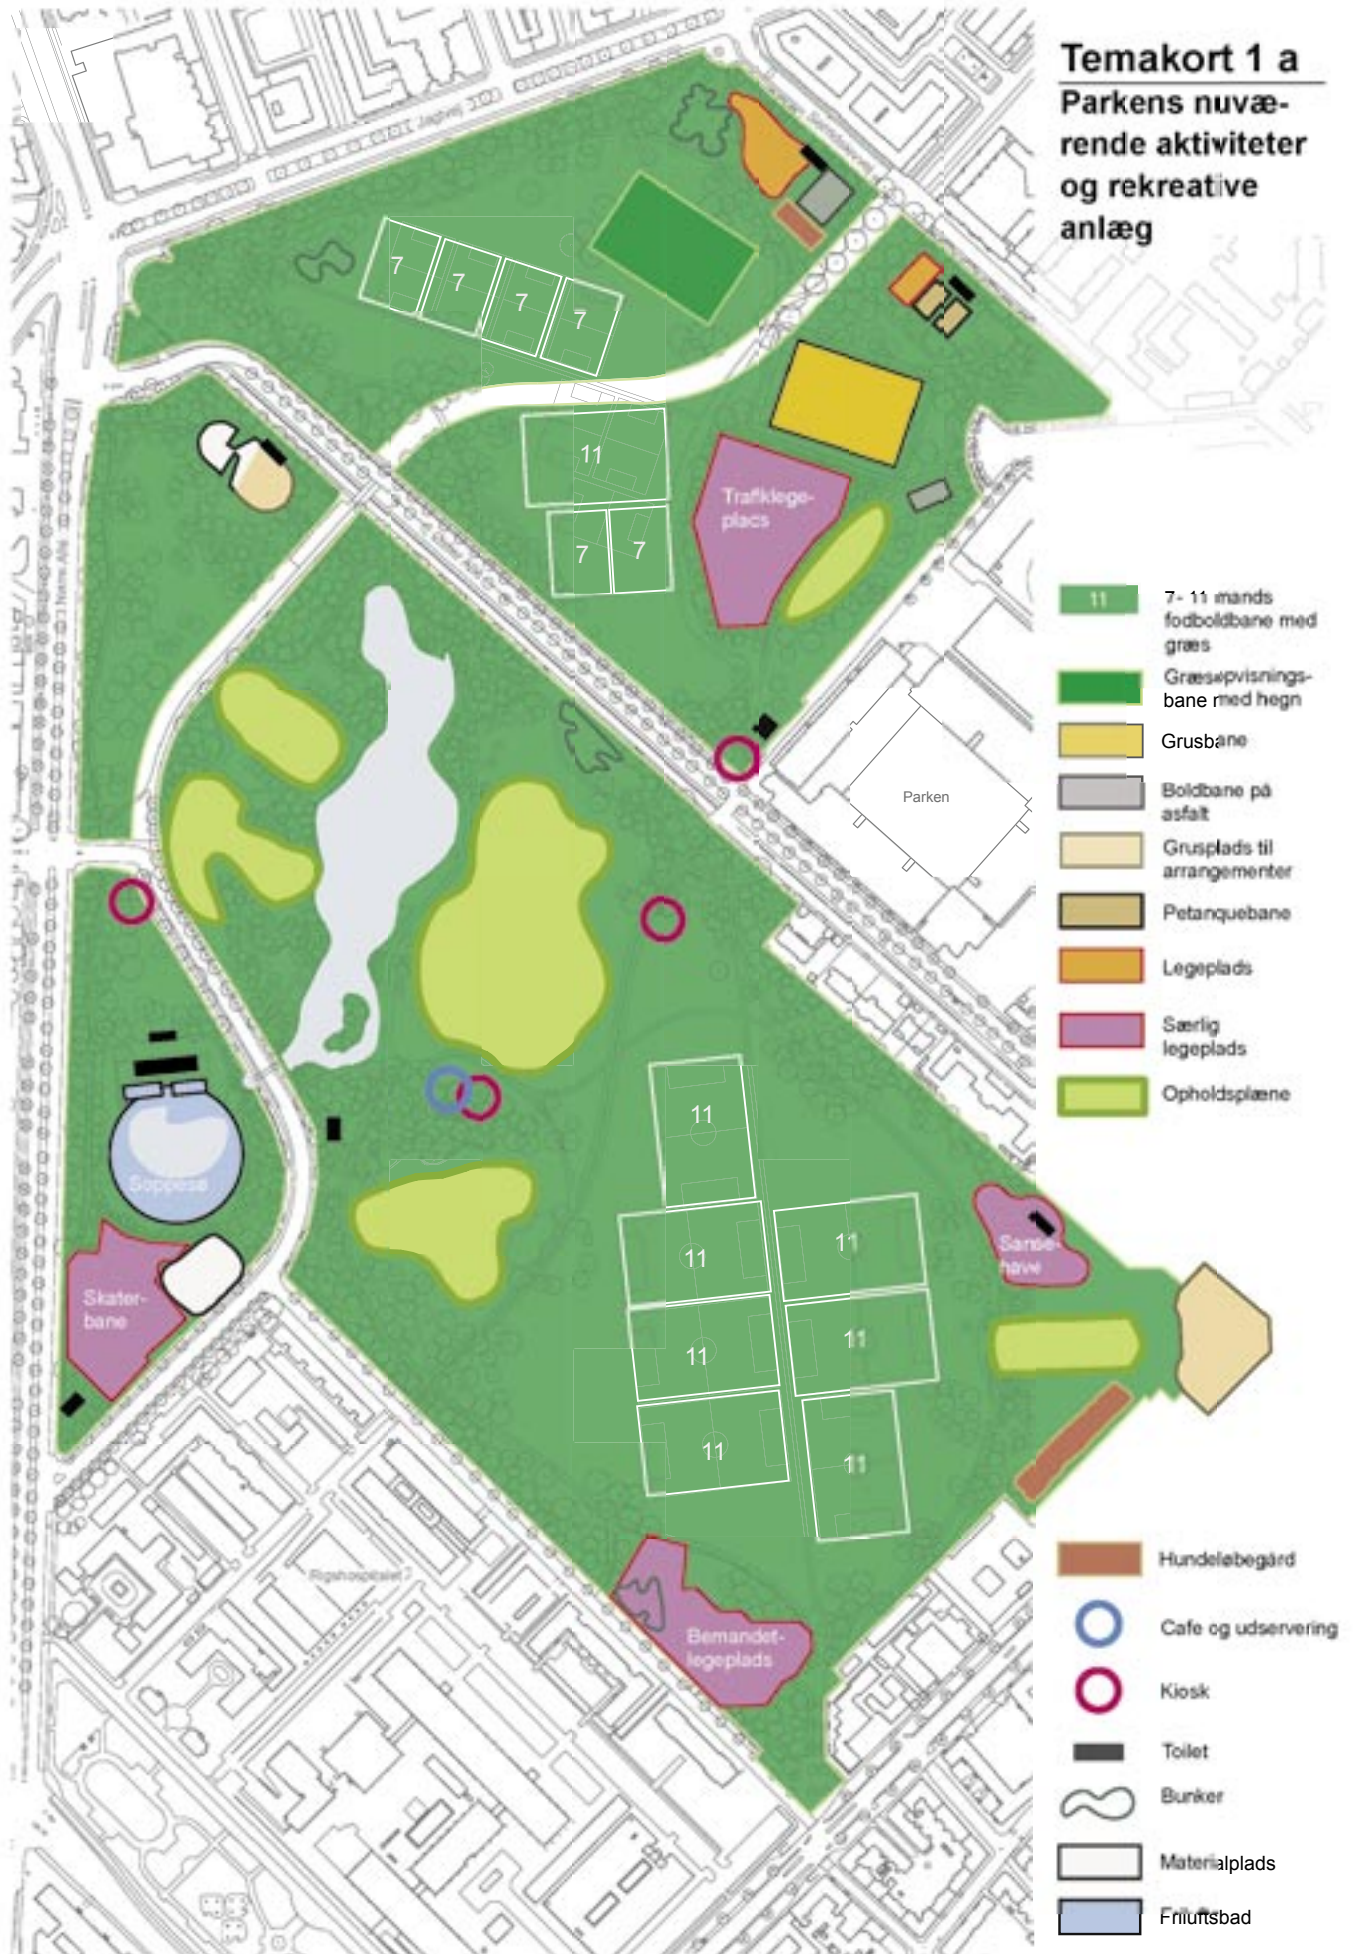 Temakort 1 a
Parkens nuvæ-
rende aktiviteter
og rekreative
anlæg
Jagtvej
7
7
7
7
11
7
7
Trafiklege-
plads
Parken
Soppesø
Skater-
bane
11
11
11
11
11
11
11
Sanse-
have
Bemandet-
legeplads
Rigshospitalet
11
7- 11 mands
fodboldbane med
græs
Græsopvisnings-
bane med hegn
Grusbane
Boldbane på
asfalt
Grusplads til
arrangementer
Petanquebane
Legeplads
Særlig
legeplads
Opholdsplæne
Hundeløbegård
Cafe og udservering
Kiosk
Toilet
Bunker
Materialplads
Friluftsbad